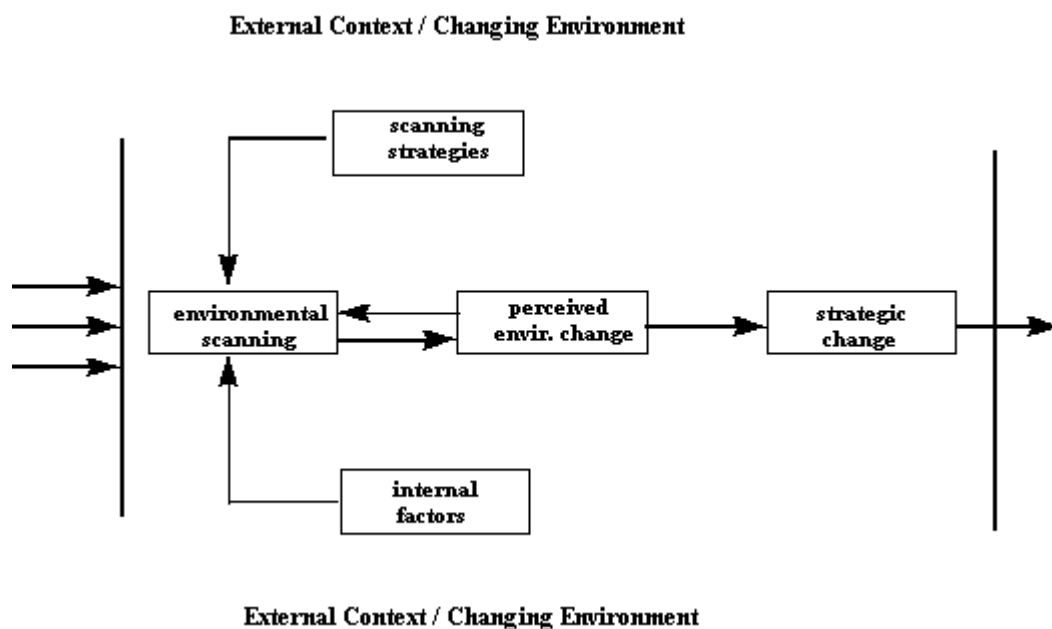 External Context / Changing Environment
scanning
strategies
environmental
scanning
perceived
envir. change
strategic
change
internal
factors
External Context / Changing Environment